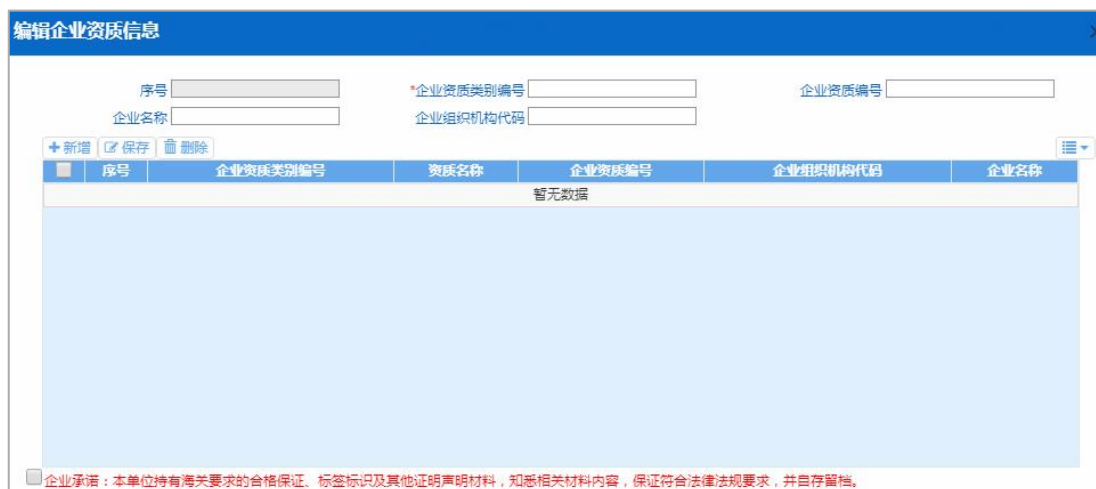 编辑企业资质信息
序号 *企业资质类别编号 企业资质编号
企业名称 企业组织机构代码
新增 保存 删除
序号 企业资质类别编号 资质名称 企业资质编号 企业组织机构代码 企业名称
暂无数据
企业承诺:本单位持有海关要求的合格保证、标签标识及其他证明声明材料,知悉相关材料内容,保证符合法律法规要求,并自存留档。